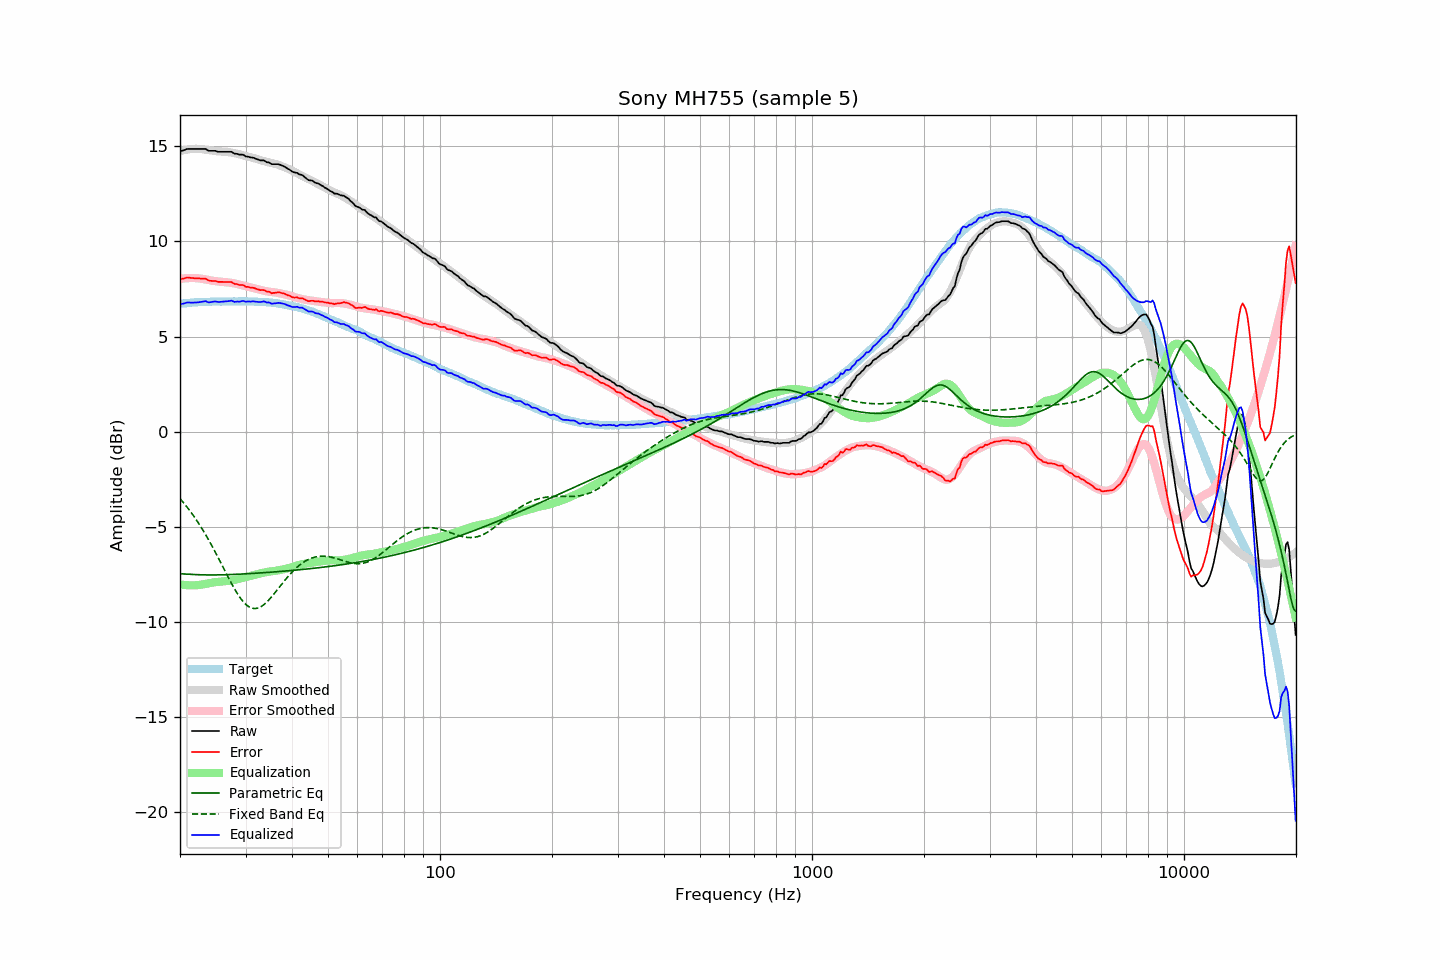 Sony MH755 (sample 5)
15
10
5
0
−5
−10
−15
−20
Amplitude (dBr)
Target
Raw Smoothed
Error Smoothed
Raw
Error
Equalization
Parametric Eq
Fixed Band Eq
Equalized
100
1000
10000
Frequency (Hz)